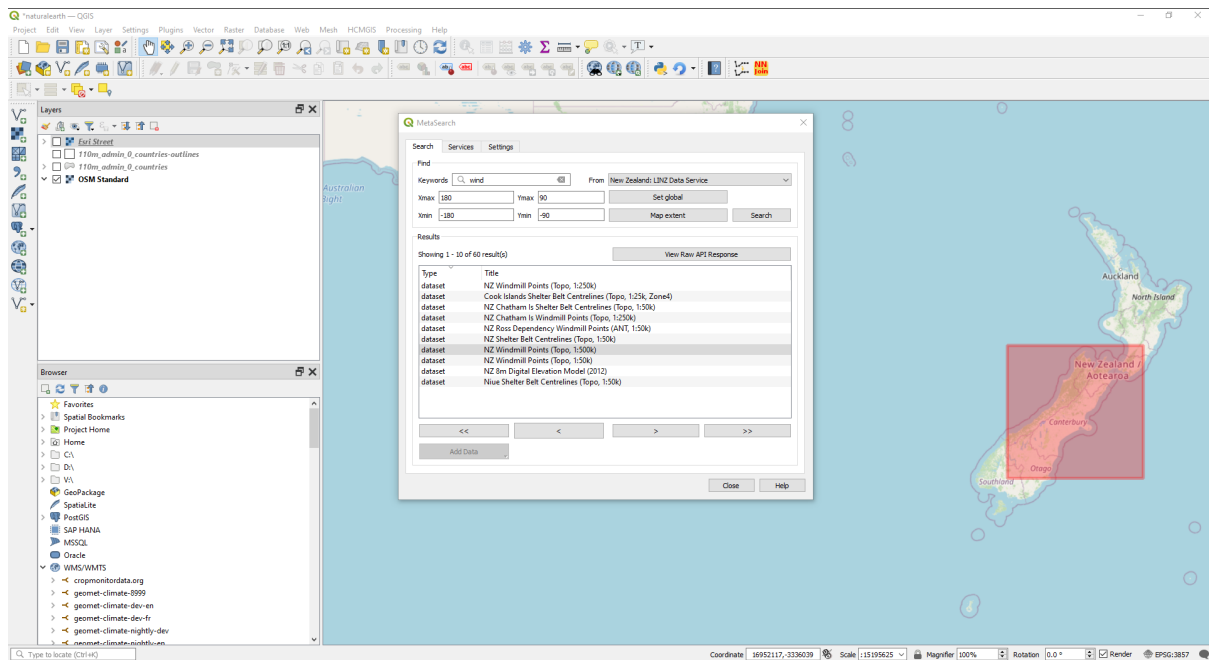 *naturalearth — QGIS
Project Edit View Layer Settings Plugins Vector Raster Database Web Mesh HCMGIS Processing Help
Layers
Esri Street
110m_admin_0_countries-outlines
110m_admin_0_countries
OSM Standard
Browser
Favorites
Spatial Bookmarks
Project Home
Home
C:\
D:\
V:\
GeoPackage
SpatiaLite
PostGIS
SAP HANA
MSSQL
Oracle
WMS/WMTS
cropmonitordata.org
geomet-climate-8999
geomet-climate-dev-en
geomet-climate-dev-fr
geomet-climate-nightly-dev
geomet-climate-nightly-en
MetaSearch
Search Services Settings
Find
Keywords wind From New Zealand: LINZ Data Service
Xmax 180 Ymax 90 Set global
Xmin -180 Ymin -90 Map extent Search
Results
Showing 1 - 10 of 60 result(s) View Raw API Response
Type Title
dataset NZ Windmill Points (Topo, 1:250k)
dataset Cook Islands Shelter Belt Centrelines (Topo, 1:25k, Zone4)
dataset NZ Chatham Is Shelter Belt Centrelines (Topo, 1:50k)
dataset NZ Chatham Is Windmill Points (Topo, 1:250k)
dataset NZ Ross Dependency Windmill Points (ANT, 1:50k)
dataset NZ Shelter Belt Centrelines (Topo, 1:50k)
dataset NZ Windmill Points (Topo, 1:500k)
dataset NZ Windmill Points (Topo, 1:50k)
dataset NZ 8m Digital Elevation Model (2012)
dataset Niue Shelter Belt Centrelines (Topo, 1:50k)
<< < > >>
Add Data
Close Help
Australian
Bight
Auckland
North Island
New Zealand /
Aotearoa
Canterbury
Otago
Southland
Type to locate (Ctrl+K)
Coordinate 16952117,-3336039 Scale 1:15195625 Magnifier 100% Rotation 0.0 ° Render EPSG:3857